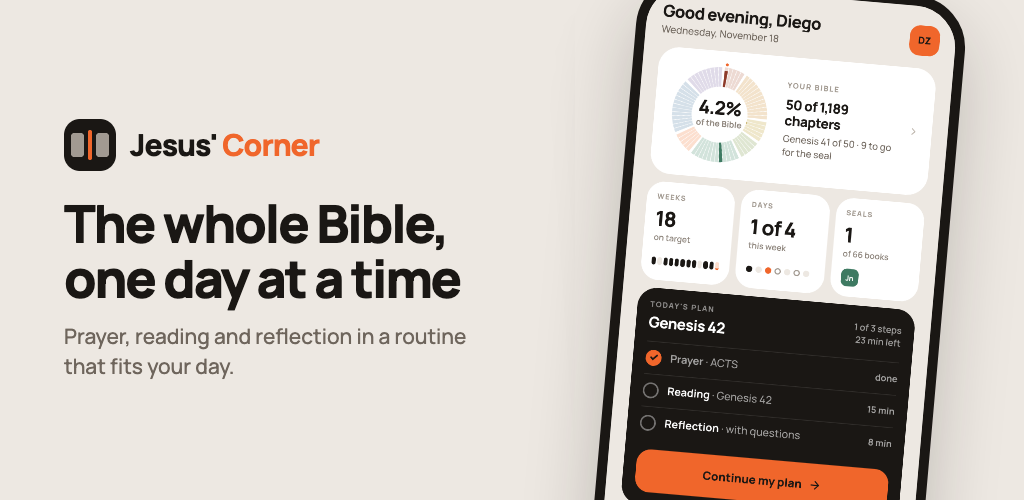 Jesus' Corner
The whole Bible,
one day at a time
Prayer, reading and reflection in a routine
that fits your day.
Good evening, Diego
Wednesday, November 18
DZ
4.2%
of the Bible
YOUR BIBLE
50 of 1,189
chapters
Genesis 41 of 50 · 9 to go
for the seal
WEEKS
18
on target
DAYS
1 of 4
this week
SEALS
1
of 66 books
Jn
TODAY'S PLAN
Genesis 42
1 of 3 steps
23 min left
Prayer · ACTS
done
Reading · Genesis 42
15 min
Reflection · with questions
8 min
Continue my plan →